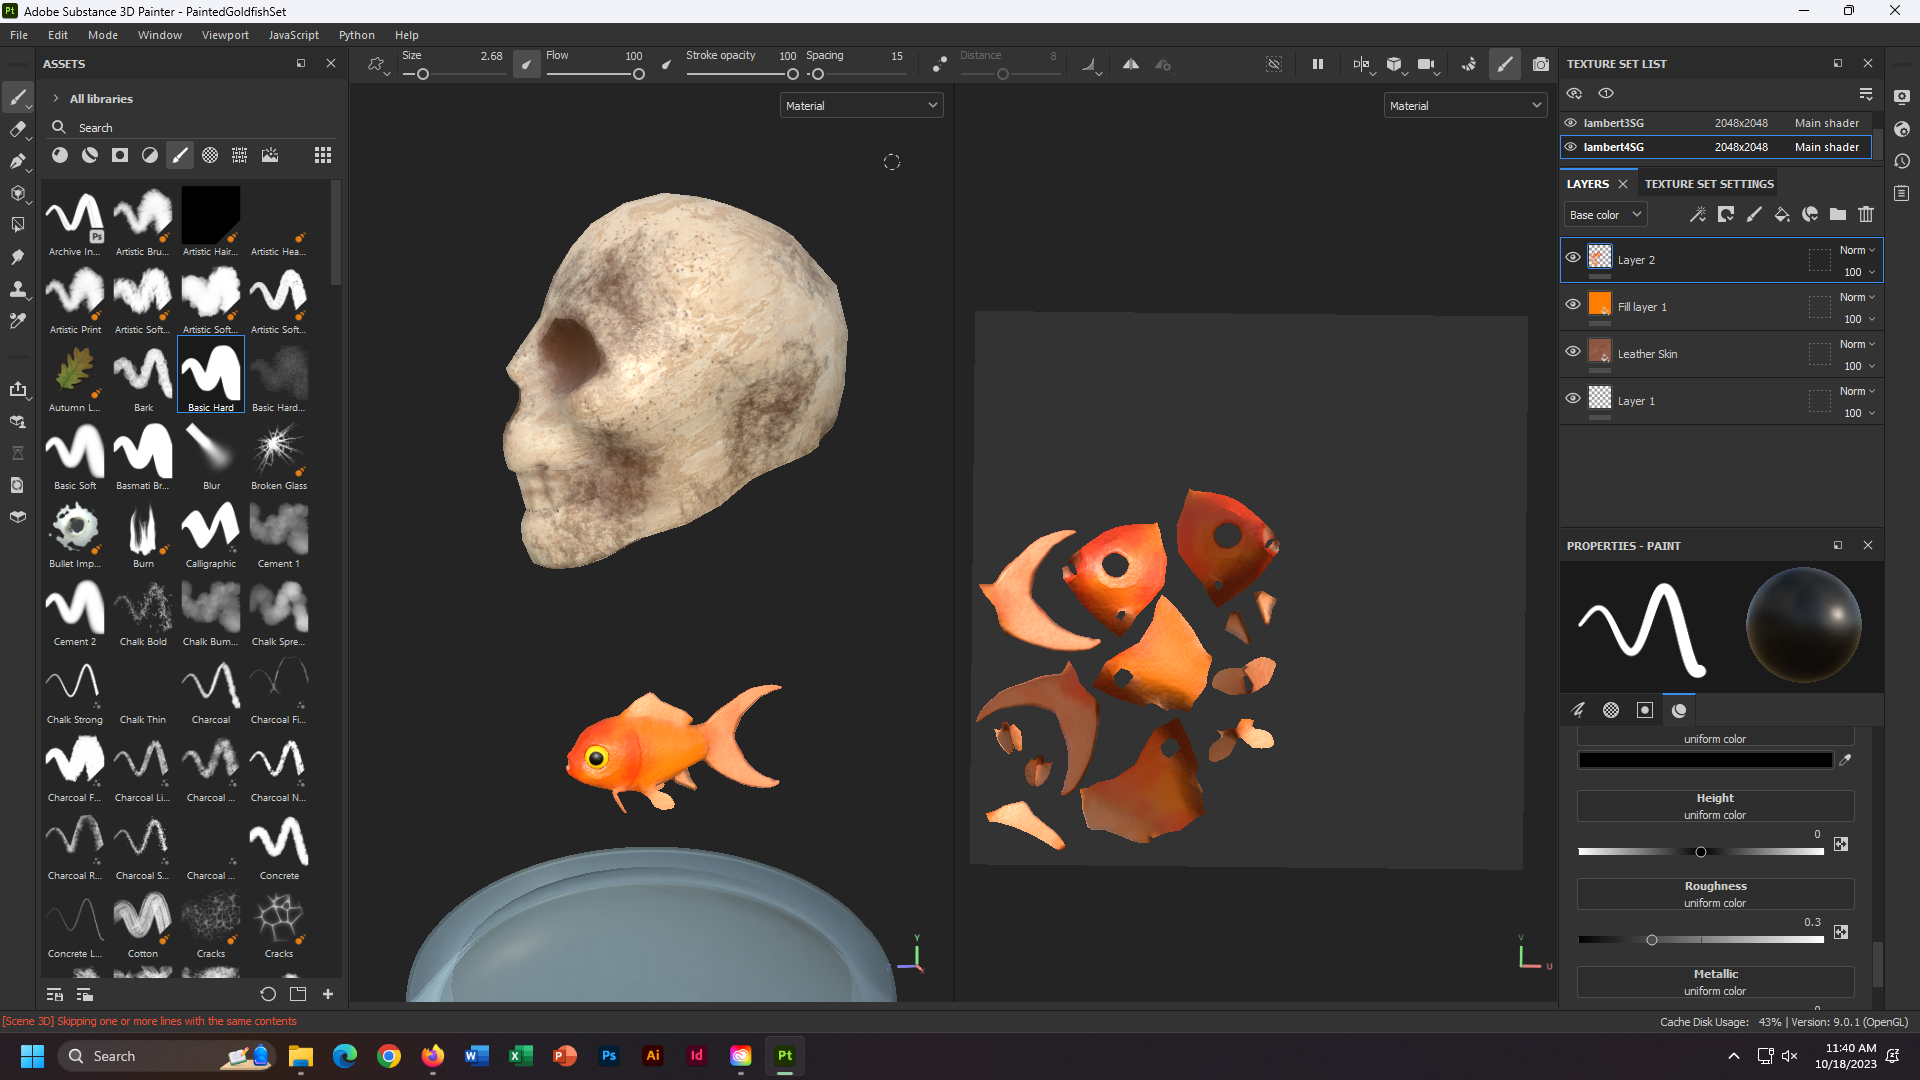 Pt Adobe Substance 3D Painter - PaintedGoldfishSet
File Edit Mode Window Viewport JavaScript Python Help
ASSETS
Size 2.68 Flow 100 Stroke opacity 100 Spacing 15 Distance 8
All libraries
Search
Archive In... Artistic Bru... Artistic Hair... Artistic Hea...
Artistic Print Artistic Soft... Artistic Soft... Artistic Soft...
Autumn L... Bark Basic Hard Basic Hard...
Basic Soft Basmati Br... Blur Broken Glass
Bullet Imp... Burn Calligraphic Cement 1
Cement 2 Chalk Bold Chalk Bum... Chalk Spre...
Chalk Strong Chalk Thin Charcoal Charcoal Fi...
Charcoal F... Charcoal Li... Charcoal ... Charcoal N...
Charcoal R... Charcoal S... Charcoal ... Concrete
Concrete L... Cotton Cracks Cracks
Material
Material
Y
Z
X
V
U
TEXTURE SET LIST
lambert3SG 2048x2048 Main shader
lambert4SG 2048x2048 Main shader
LAYERS TEXTURE SET SETTINGS
Base color
Layer 2 Norm 100
Fill layer 1 Norm 100
Leather Skin Norm 100
Layer 1 Norm 100
PROPERTIES - PAINT
uniform color
Height
uniform color
0
Roughness
uniform color
0.3
Metallic
uniform color
[Scene 3D] Skipping one or more lines with the same contents
Cache Disk Usage: 43% | Version: 9.0.1 (OpenGL)
Search
Ps Ai Id Pt
11:40 AM
10/18/2023